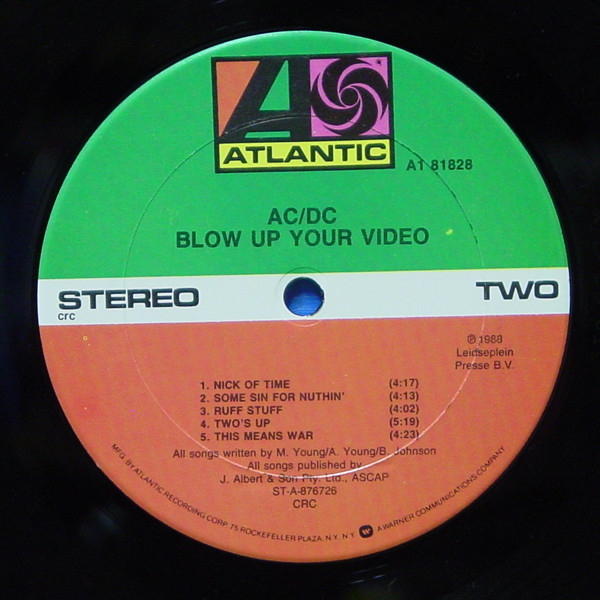 ATLANTIC
A1 81828
AC/DC
BLOW UP YOUR VIDEO
STEREO
TWO
crc
℗ 1988
Leidseplein
Presse B.V.
1. NICK OF TIME (4:17)
2. SOME SIN FOR NUTHIN' (4:13)
3. RUFF STUFF (4:02)
4. TWO'S UP (5:19)
5. THIS MEANS WAR (4:23)
All songs written by M. Young/A. Young/B. Johnson
All songs published by
J. Albert & Son Pty. Ltd., ASCAP
ST-A-876726
CRC
MFG. BY ATLANTIC RECORDING CORP. 75 ROCKEFELLER PLAZA, N.Y. N.Y. A WARNER COMMUNICATIONS COMPANY